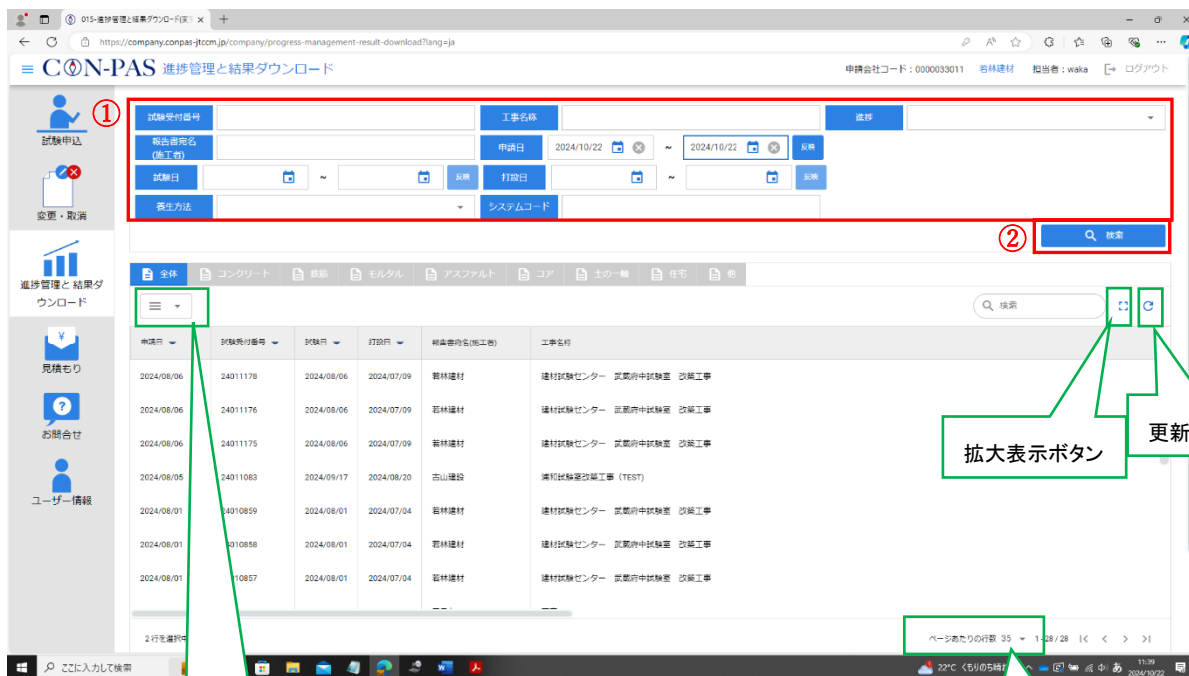 015-進捗管理と結果ダウンロード(実
https://company.conpas-jtccm.jp/company/progress-management-result-download?lang=ja
CON-PAS 進捗管理と結果ダウンロード
申請会社コード：0000033011 若林建材 担当者：waka ログアウト
①
試験受付番号 工事名称 進捗
報告書宛名
(施工者) 申請日 2024/10/22 ~ 2024/10/22 反映
試験日 ~ 反映 打設日 ~ 反映
養生方法 システムコード
② 検索
試験申込
変更・取消
進捗管理と 結果ダ
ウンロード
見積もり
お問合せ
ユーザー情報
全体 コンクリート 鉄筋 モルタル アスファルト コア 土の一軸 住宅 他
検索
申請日 試験受付番号 試験日 打設日 報告書宛名(施工者) 工事名称
2024/08/06 24011178 2024/08/06 2024/07/09 若林建材 建材試験センター 武蔵府中試験室 改築工事
2024/08/06 24011176 2024/08/06 2024/07/09 若林建材 建材試験センター 武蔵府中試験室 改築工事
2024/08/06 24011175 2024/08/06 2024/07/09 若林建材 建材試験センター 武蔵府中試験室 改築工事
2024/08/05 24011083 2024/09/17 2024/08/20 古山建設 浦和試験室改築工事（TEST）
2024/08/01 24010859 2024/08/01 2024/07/04 若林建材 建材試験センター 武蔵府中試験室 改築工事
2024/08/01 4010858 2024/08/01 2024/07/04 若林建材 建材試験センター 武蔵府中試験室 改築工事
2024/08/01 010857 2024/08/01 2024/07/04 若林建材 建材試験センター 武蔵府中試験室 改築工事
拡大表示ボタン
更新
2 行を選択中
ページあたりの行数 35 1-28 / 28
ここに入力して検索
22°C くもりのち晴れ
あ
11:39
2024/10/22